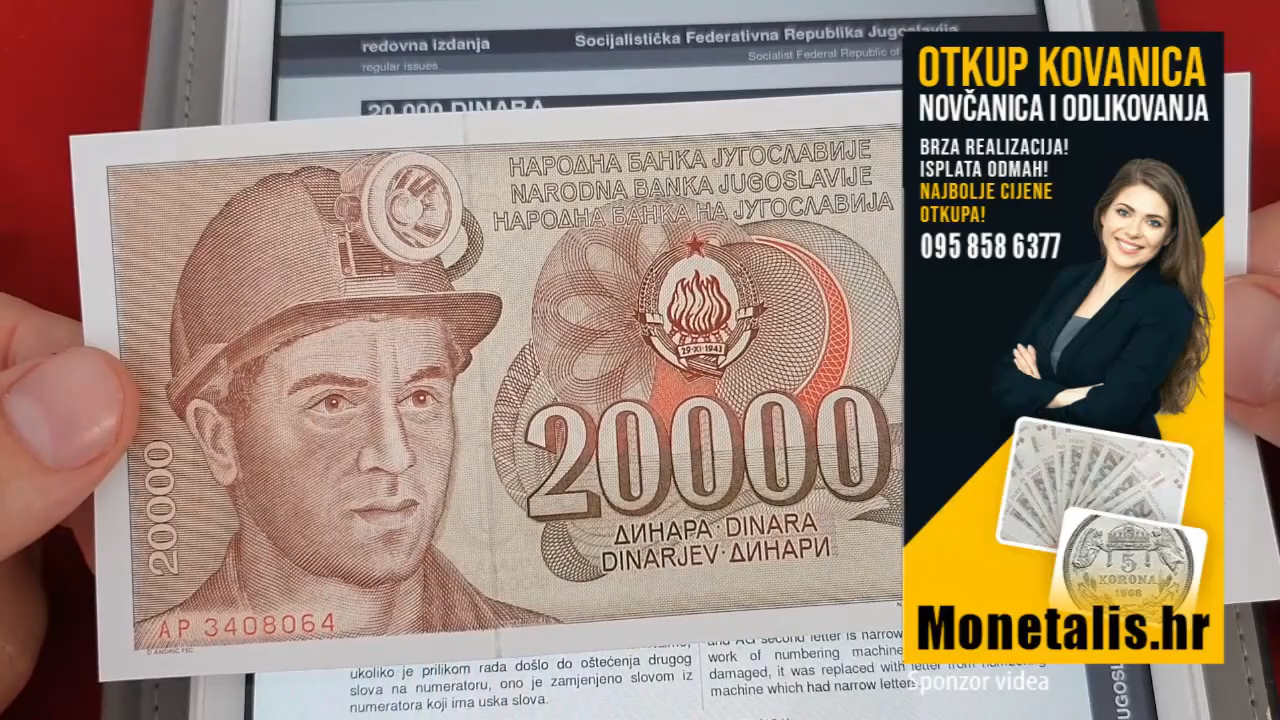 redovna izdanja
regular issues
Socijalistička Federativna Republika Jugoslavija
Socialist Federal Republic of
20 000 DINARA
НАРОДНА БАНКА ЈУГОСЛАВИЈЕ
NARODNA BANKA JUGOSLAVIJE
НАРОДНА БАНКА НА ЈУГОСЛАВИЈА
29·XI·1943
20000
ДИНАРА · DINARA
DINARJEV · ДИНАРИ
20000
AP 3408064
D ANDRIC FEC.
ukoliko je prilikom rada došlo do oštećenja drugog
slova na numeratoru, ono je zamjenjeno slovom iz
numeratora koji ima uska slova.
and AG second letter is narrow
work of numbering machine
damaged, it was replaced with letter from numbering
machine which had narrow letters
OTKUP KOVANICA
NOVČANICA I ODLIKOVANJA
BRZA REALIZACIJA!
ISPLATA ODMAH!
NAJBOLJE CIJENE
OTKUPA!
095 858 6377
5
KORONA
1908
Monetalis.hr
Sponzor videa